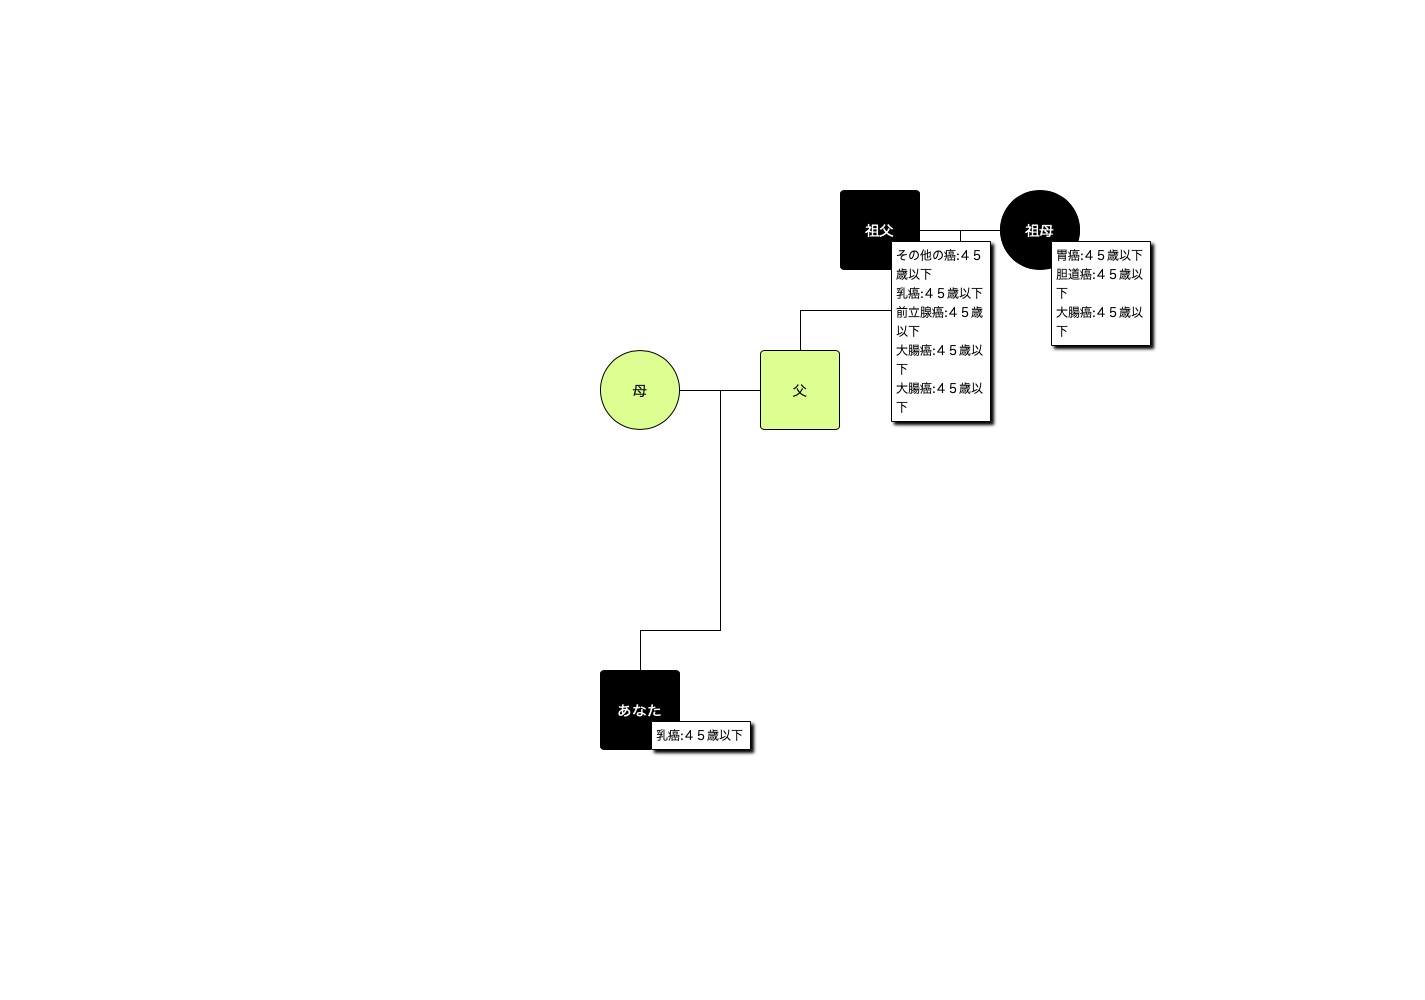 祖父
祖母
その他の癌:４５
歳以下
乳癌:４５歳以下
前立腺癌:４５歳
以下
大腸癌:４５歳以
下
大腸癌:４５歳以
下
胃癌:４５歳以下
胆道癌:４５歳以
下
大腸癌:４５歳以
下
母
父
あなた
乳癌:４５歳以下